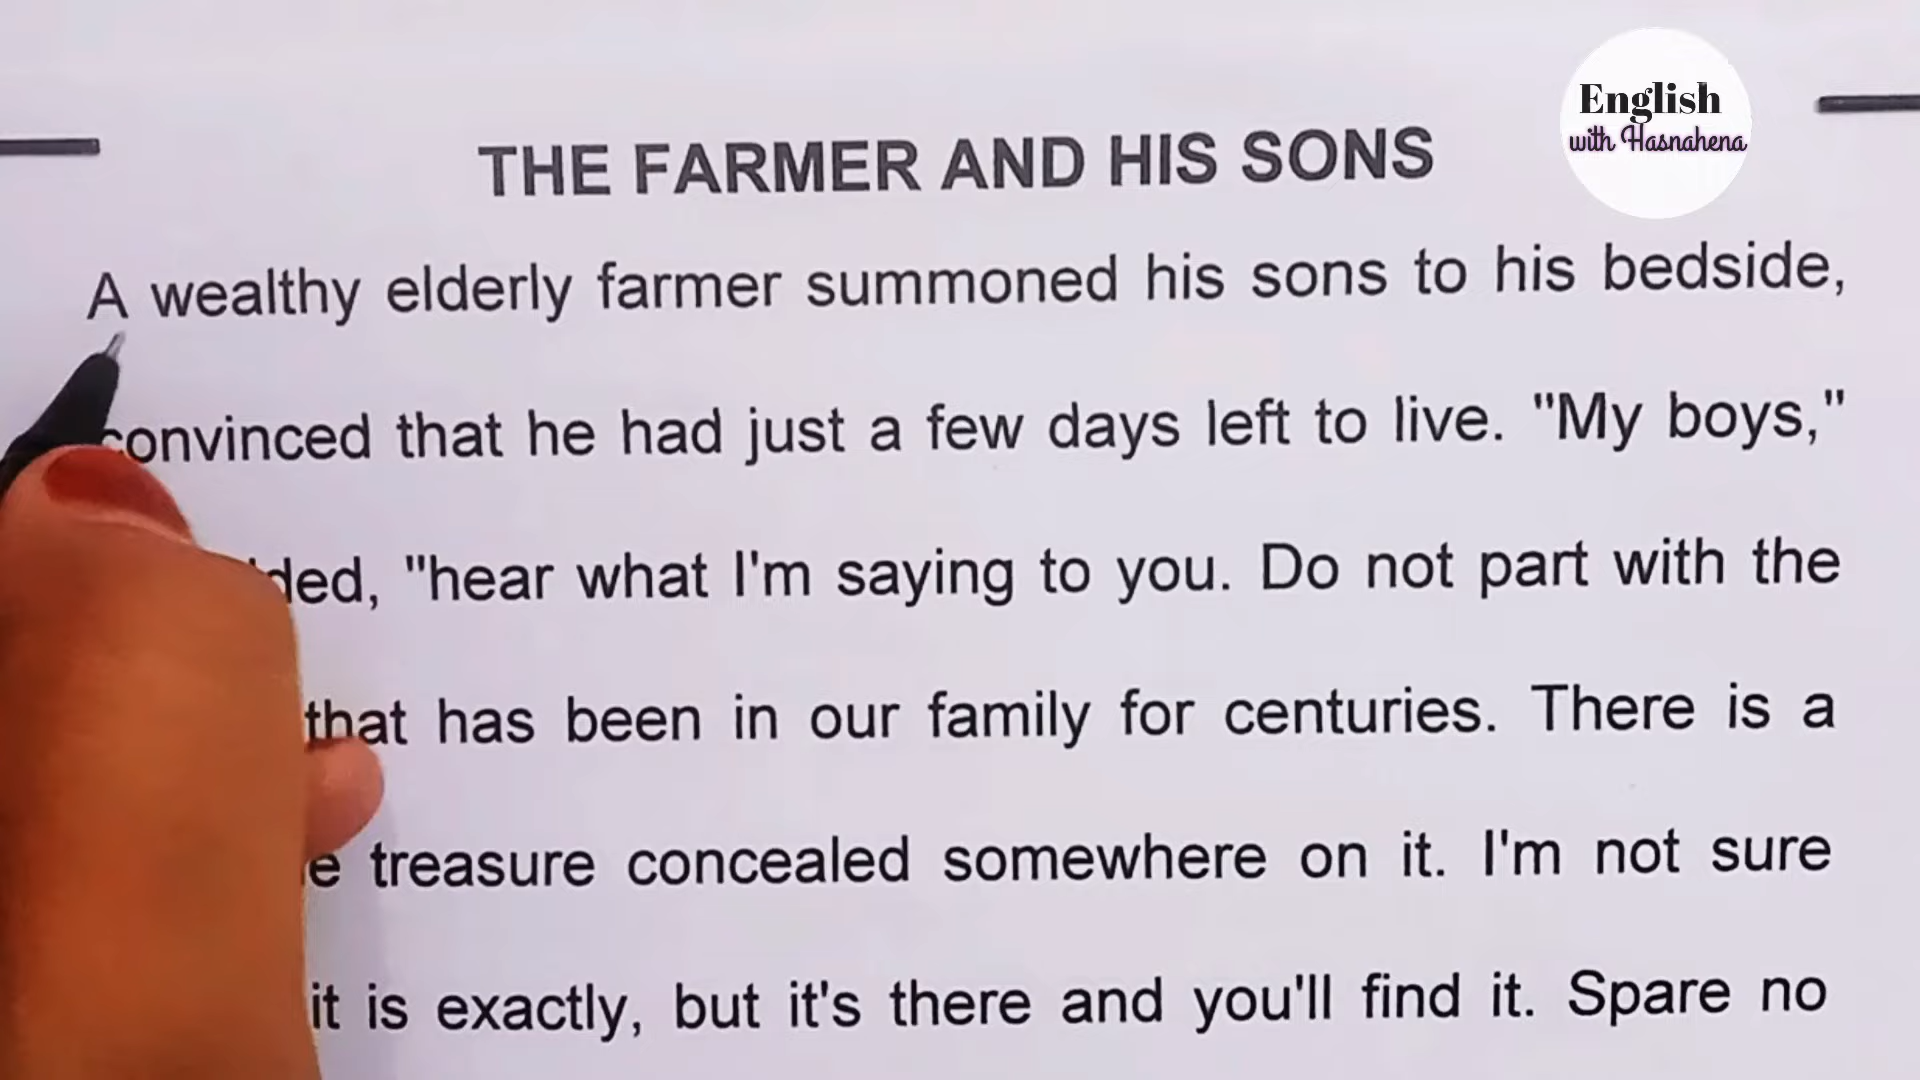 English
with Hasnahena
THE FARMER AND HIS SONS
A wealthy elderly farmer summoned his sons to his bedside,
convinced that he had just a few days left to live. "My boys,"
"hear what I'm saying to you. Do not part with the
that has been in our family for centuries. There is a
treasure concealed somewhere on it. I'm not sure
it is exactly, but it's there and you'll find it. Spare no